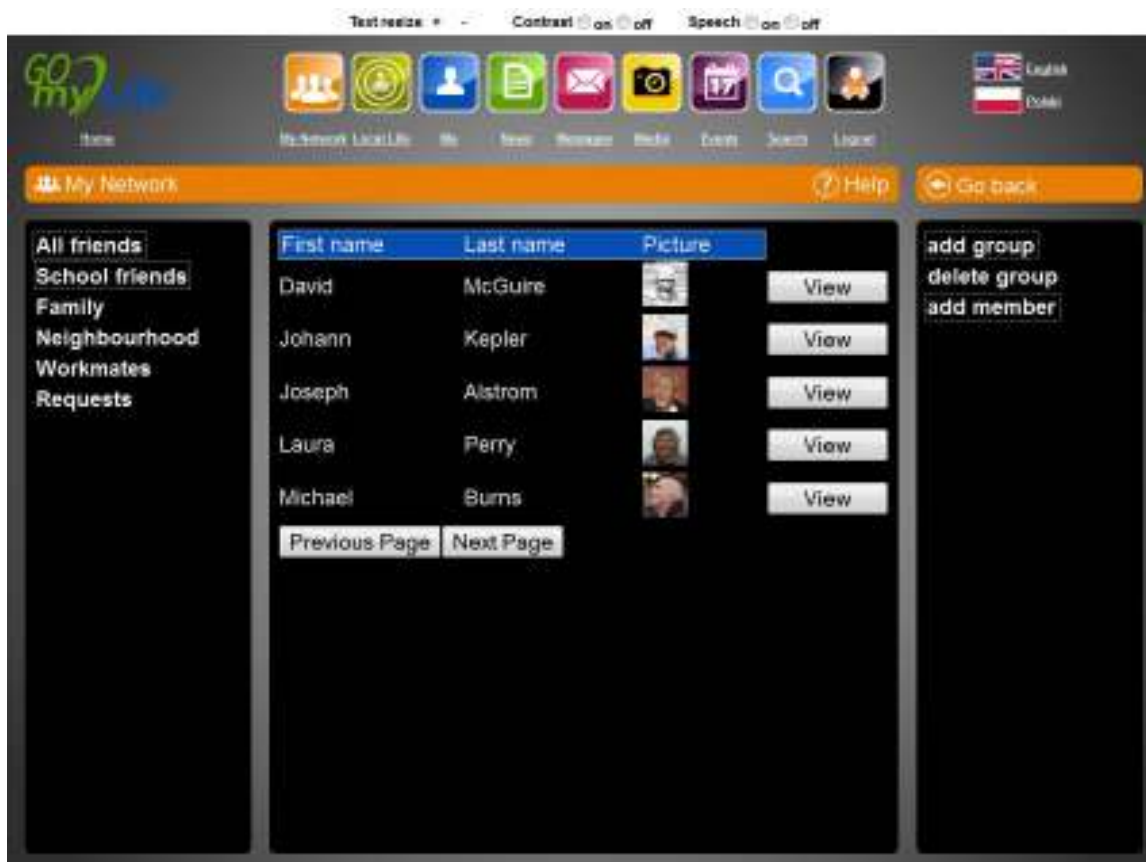 Text resize + - Contrast on off Speech on off
GO
my
English
Polski
Home
My Network Local Life Me News Messages Media Events Search Logout
17
My Network
Help
Go back
All friends
School friends
Family
Neighbourhood
Workmates
Requests
First name Last name Picture
David McGuire View
Johann Kepler View
Joseph Alstrom View
Laura Perry View
Michael Burns View
Previous Page Next Page
add group
delete group
add member